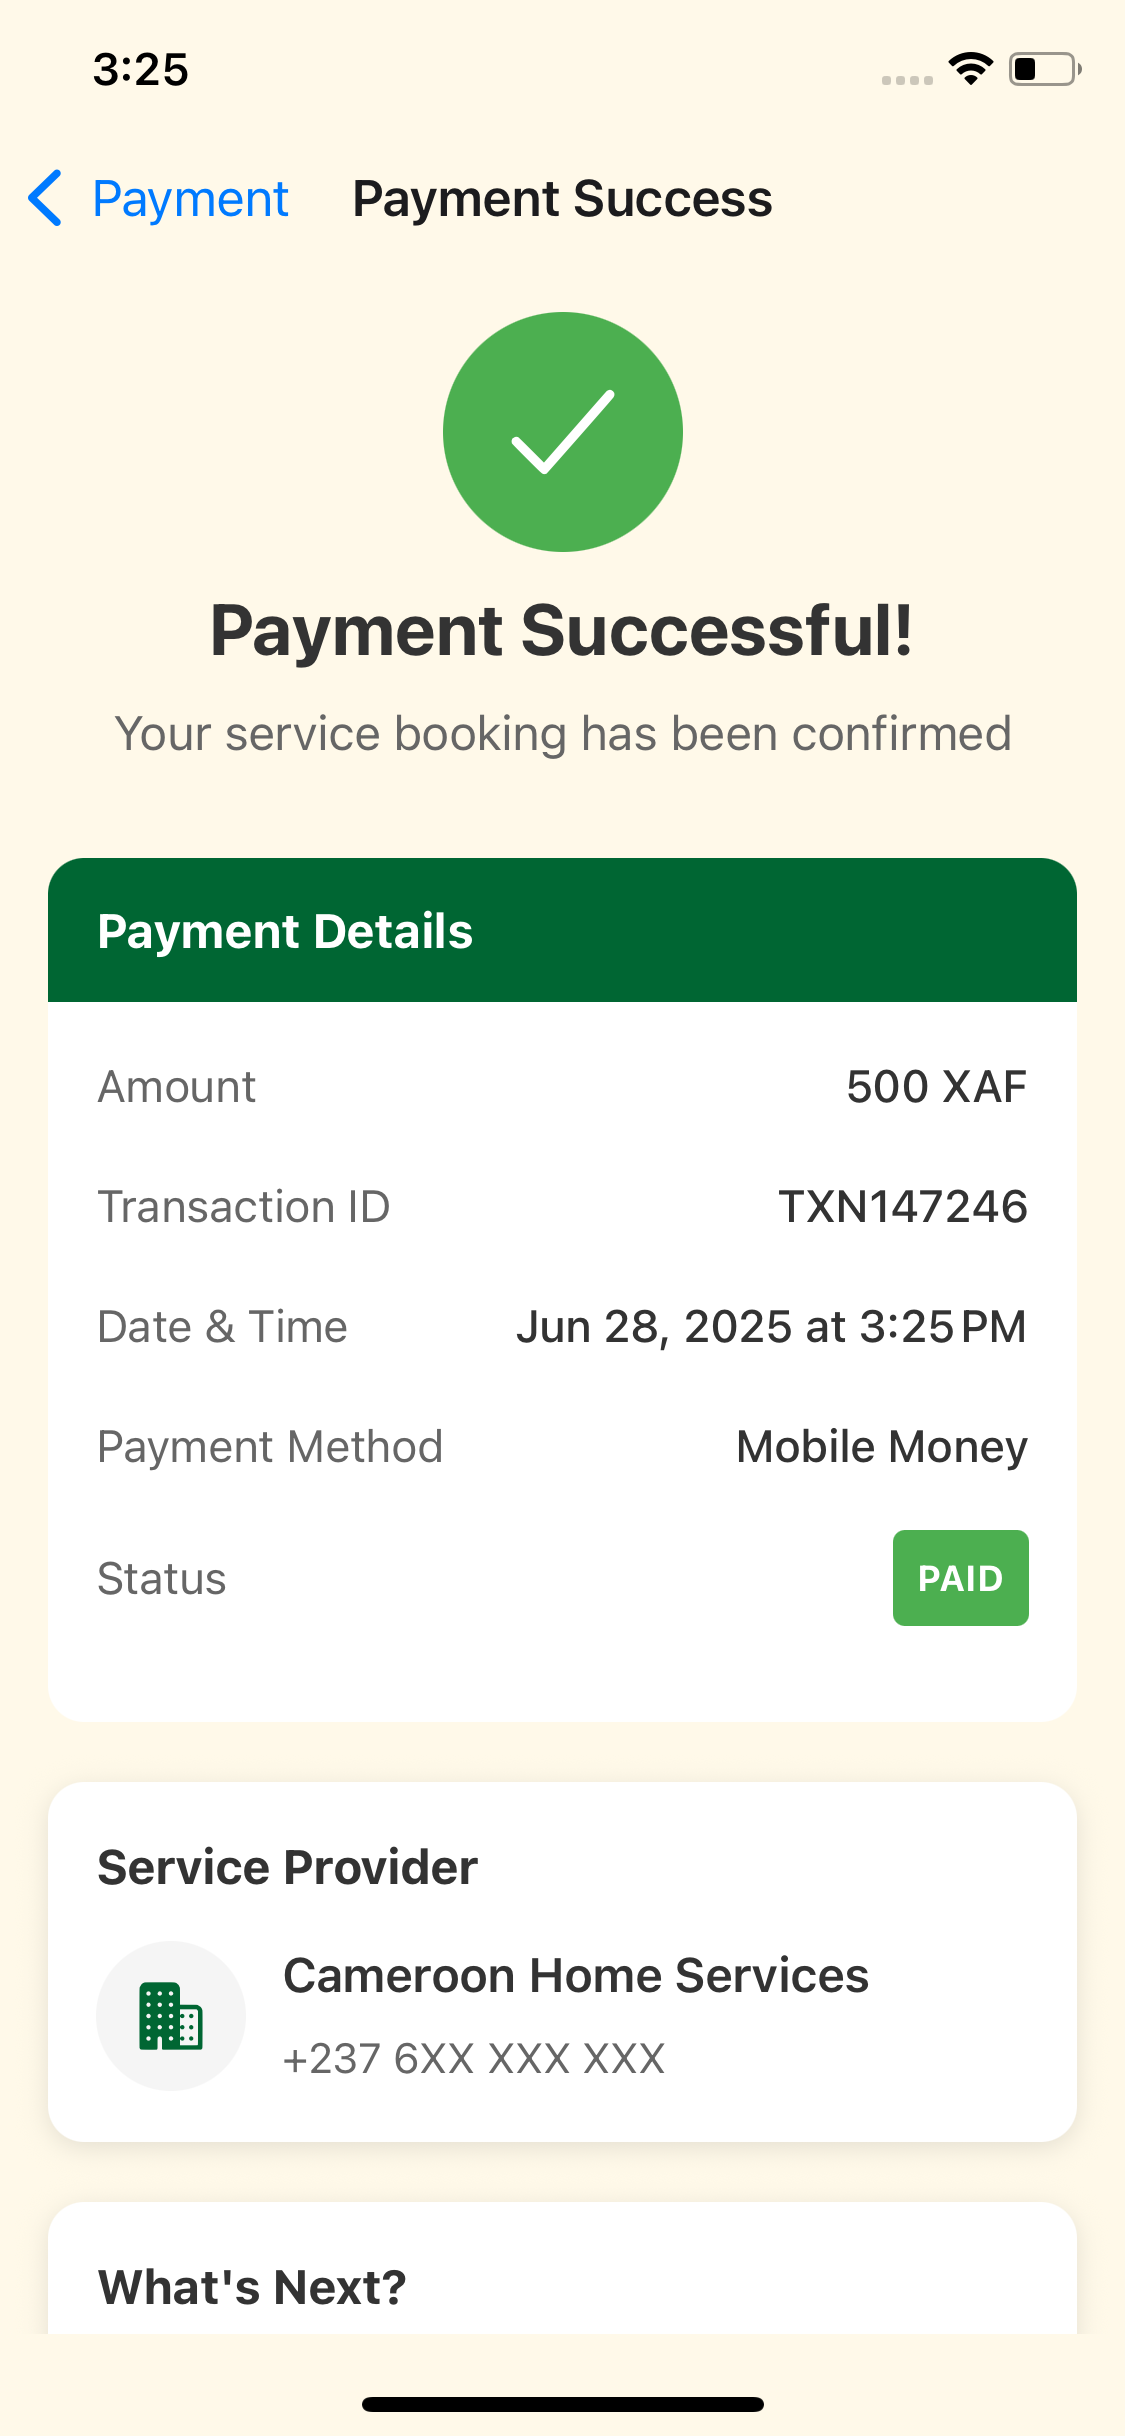 3:25
Payment Payment Success
Payment Successful!
Your service booking has been confirmed
Payment Details
Amount 500 XAF
Transaction ID TXN147246
Date & Time Jun 28, 2025 at 3:25 PM
Payment Method Mobile Money
Status PAID
Service Provider
Cameroon Home Services
+237 6XX XXX XXX
What's Next?